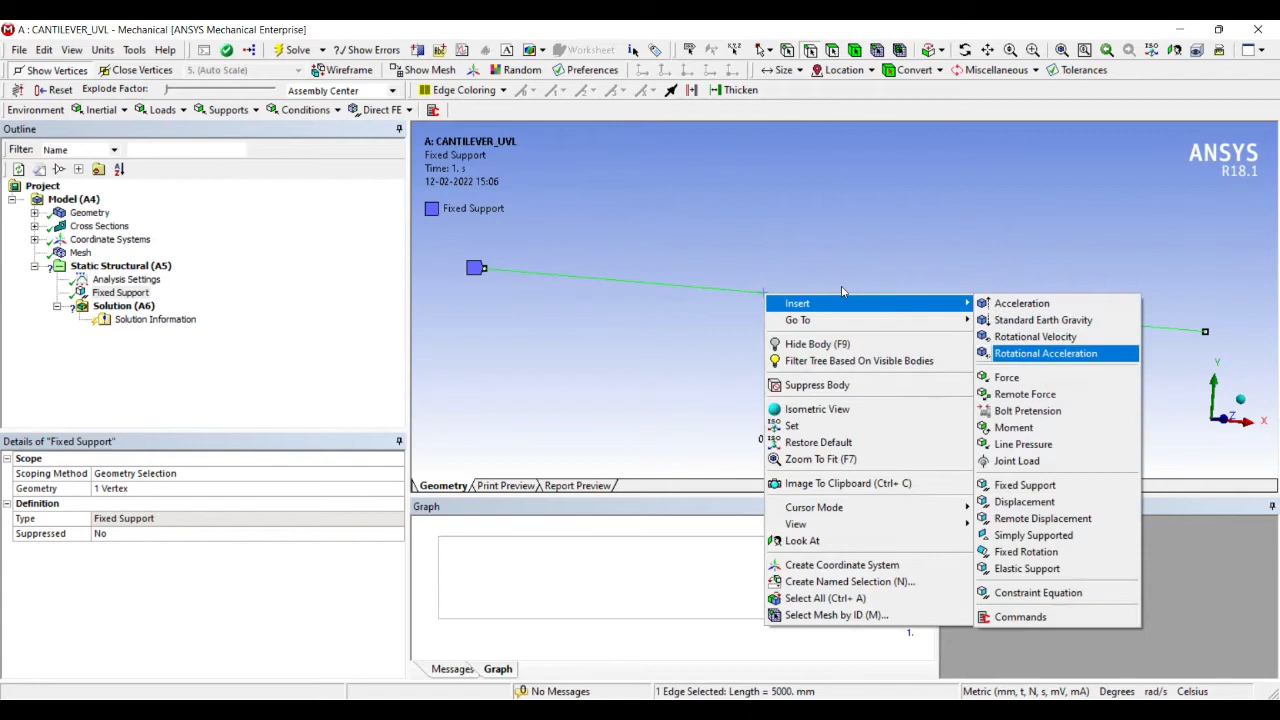 A : CANTILEVER_UVL - Mechanical [ANSYS Mechanical Enterprise]
File Edit View Units Tools Help Solve ?/Show Errors Worksheet
Show Vertices Close Vertices 5. (Auto Scale) Wireframe Show Mesh Random Preferences Size Location Convert Miscellaneous Tolerances
Reset Explode Factor: Assembly Center Edge Coloring Thicken
Environment Inertial Loads Supports Conditions Direct FE
Outline
Filter: Name
Project
Model (A4)
Geometry
Cross Sections
Coordinate Systems
Mesh
Static Structural (A5)
Analysis Settings
Fixed Support
Solution (A6)
Solution Information
Details of "Fixed Support"
Scope
Scoping Method Geometry Selection
Geometry 1 Vertex
Definition
Type Fixed Support
Suppressed No
A: CANTILEVER_UVL
Fixed Support
Time: 1. s
12-02-2022 15:06
Fixed Support
ANSYS
R18.1
Y
Z
X
Insert
Go To
Hide Body (F9)
Filter Tree Based On Visible Bodies
Suppress Body
Isometric View
Set
Restore Default
Zoom To Fit (F7)
Image To Clipboard (Ctrl+ C)
Cursor Mode
View
Look At
Create Coordinate System
Create Named Selection (N)...
Select All (Ctrl+ A)
Select Mesh by ID (M)...
Acceleration
Standard Earth Gravity
Rotational Velocity
Rotational Acceleration
Force
Remote Force
Bolt Pretension
Moment
Line Pressure
Joint Load
Fixed Support
Displacement
Remote Displacement
Simply Supported
Fixed Rotation
Elastic Support
Constraint Equation
Commands
Geometry Print Preview Report Preview
Graph
1.
Messages Graph
No Messages 1 Edge Selected: Length = 5000. mm Metric (mm, t, N, s, mV, mA) Degrees rad/s Celsius